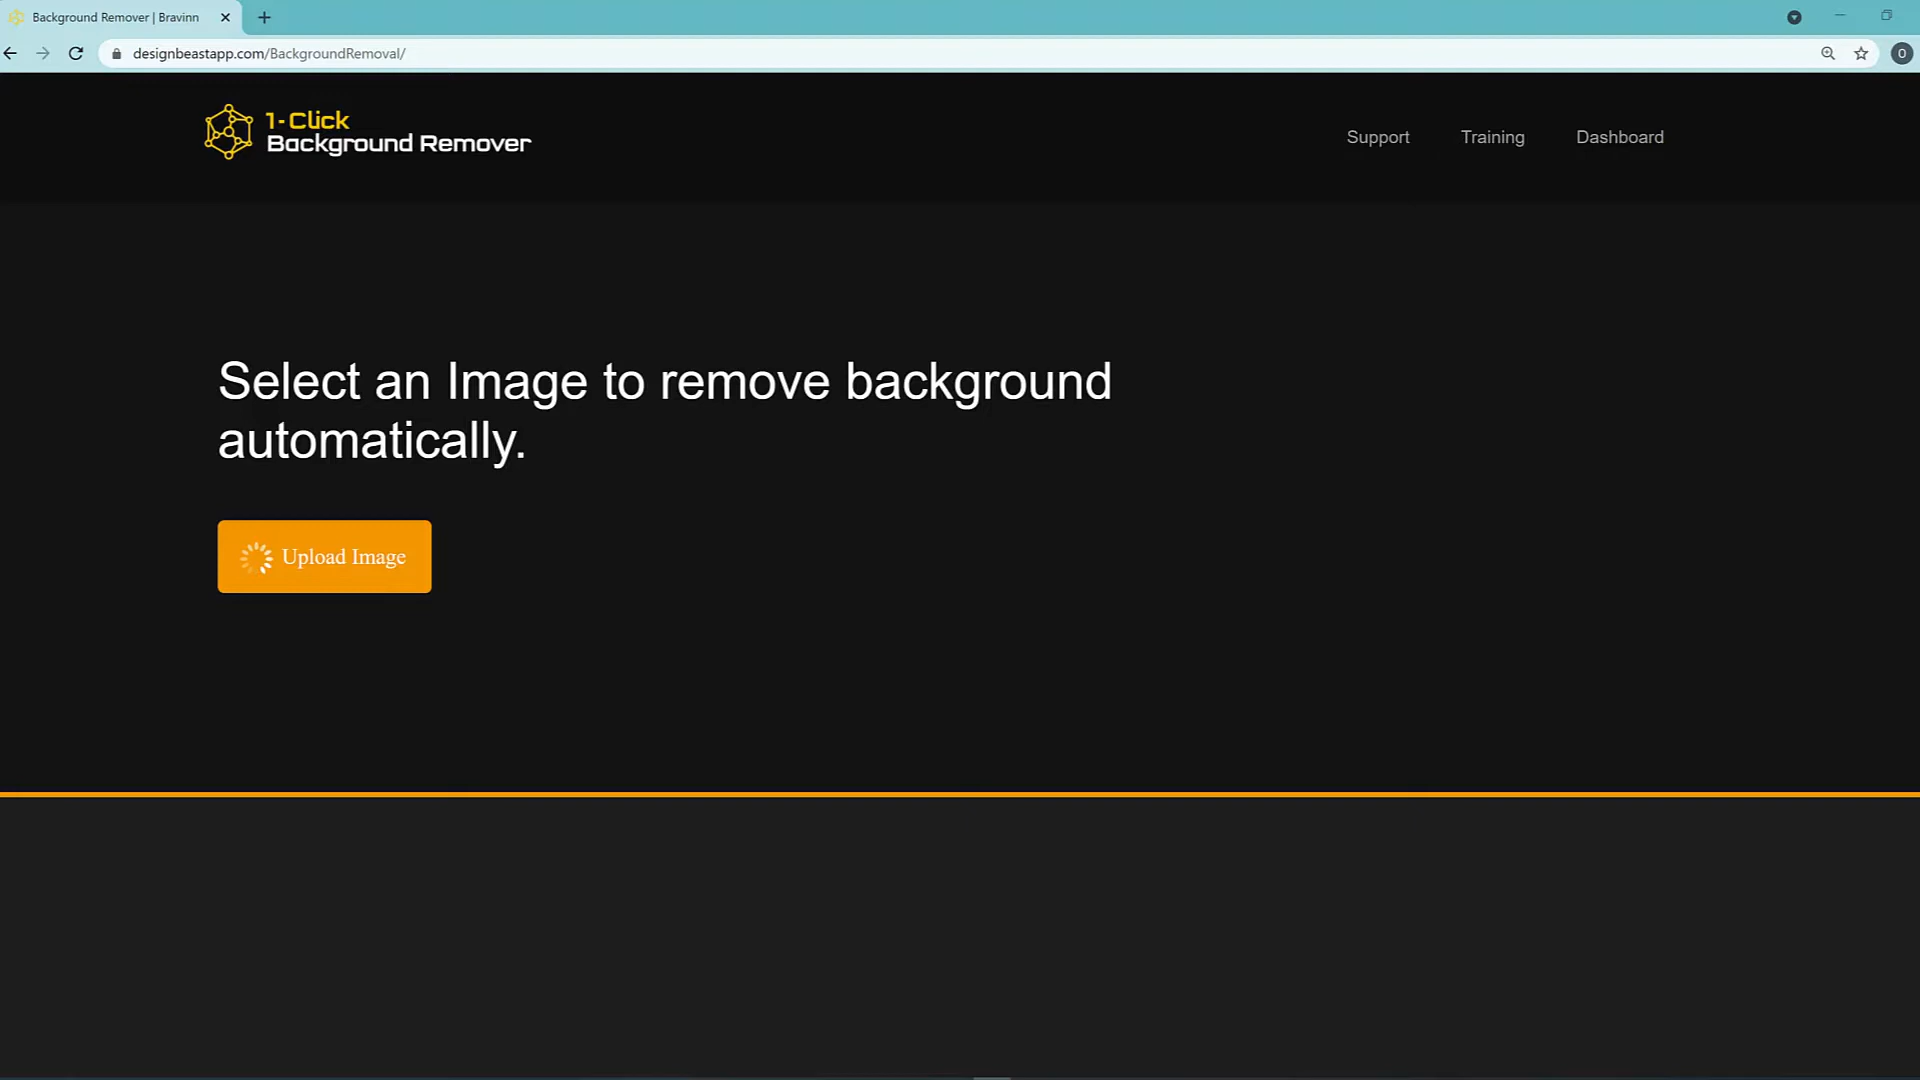 Background Remover | Bravinn
designbeastapp.com/BackgroundRemoval/
O
1-Click
Background Remover
Support
Training
Dashboard
Select an Image to remove background
automatically.
Upload Image